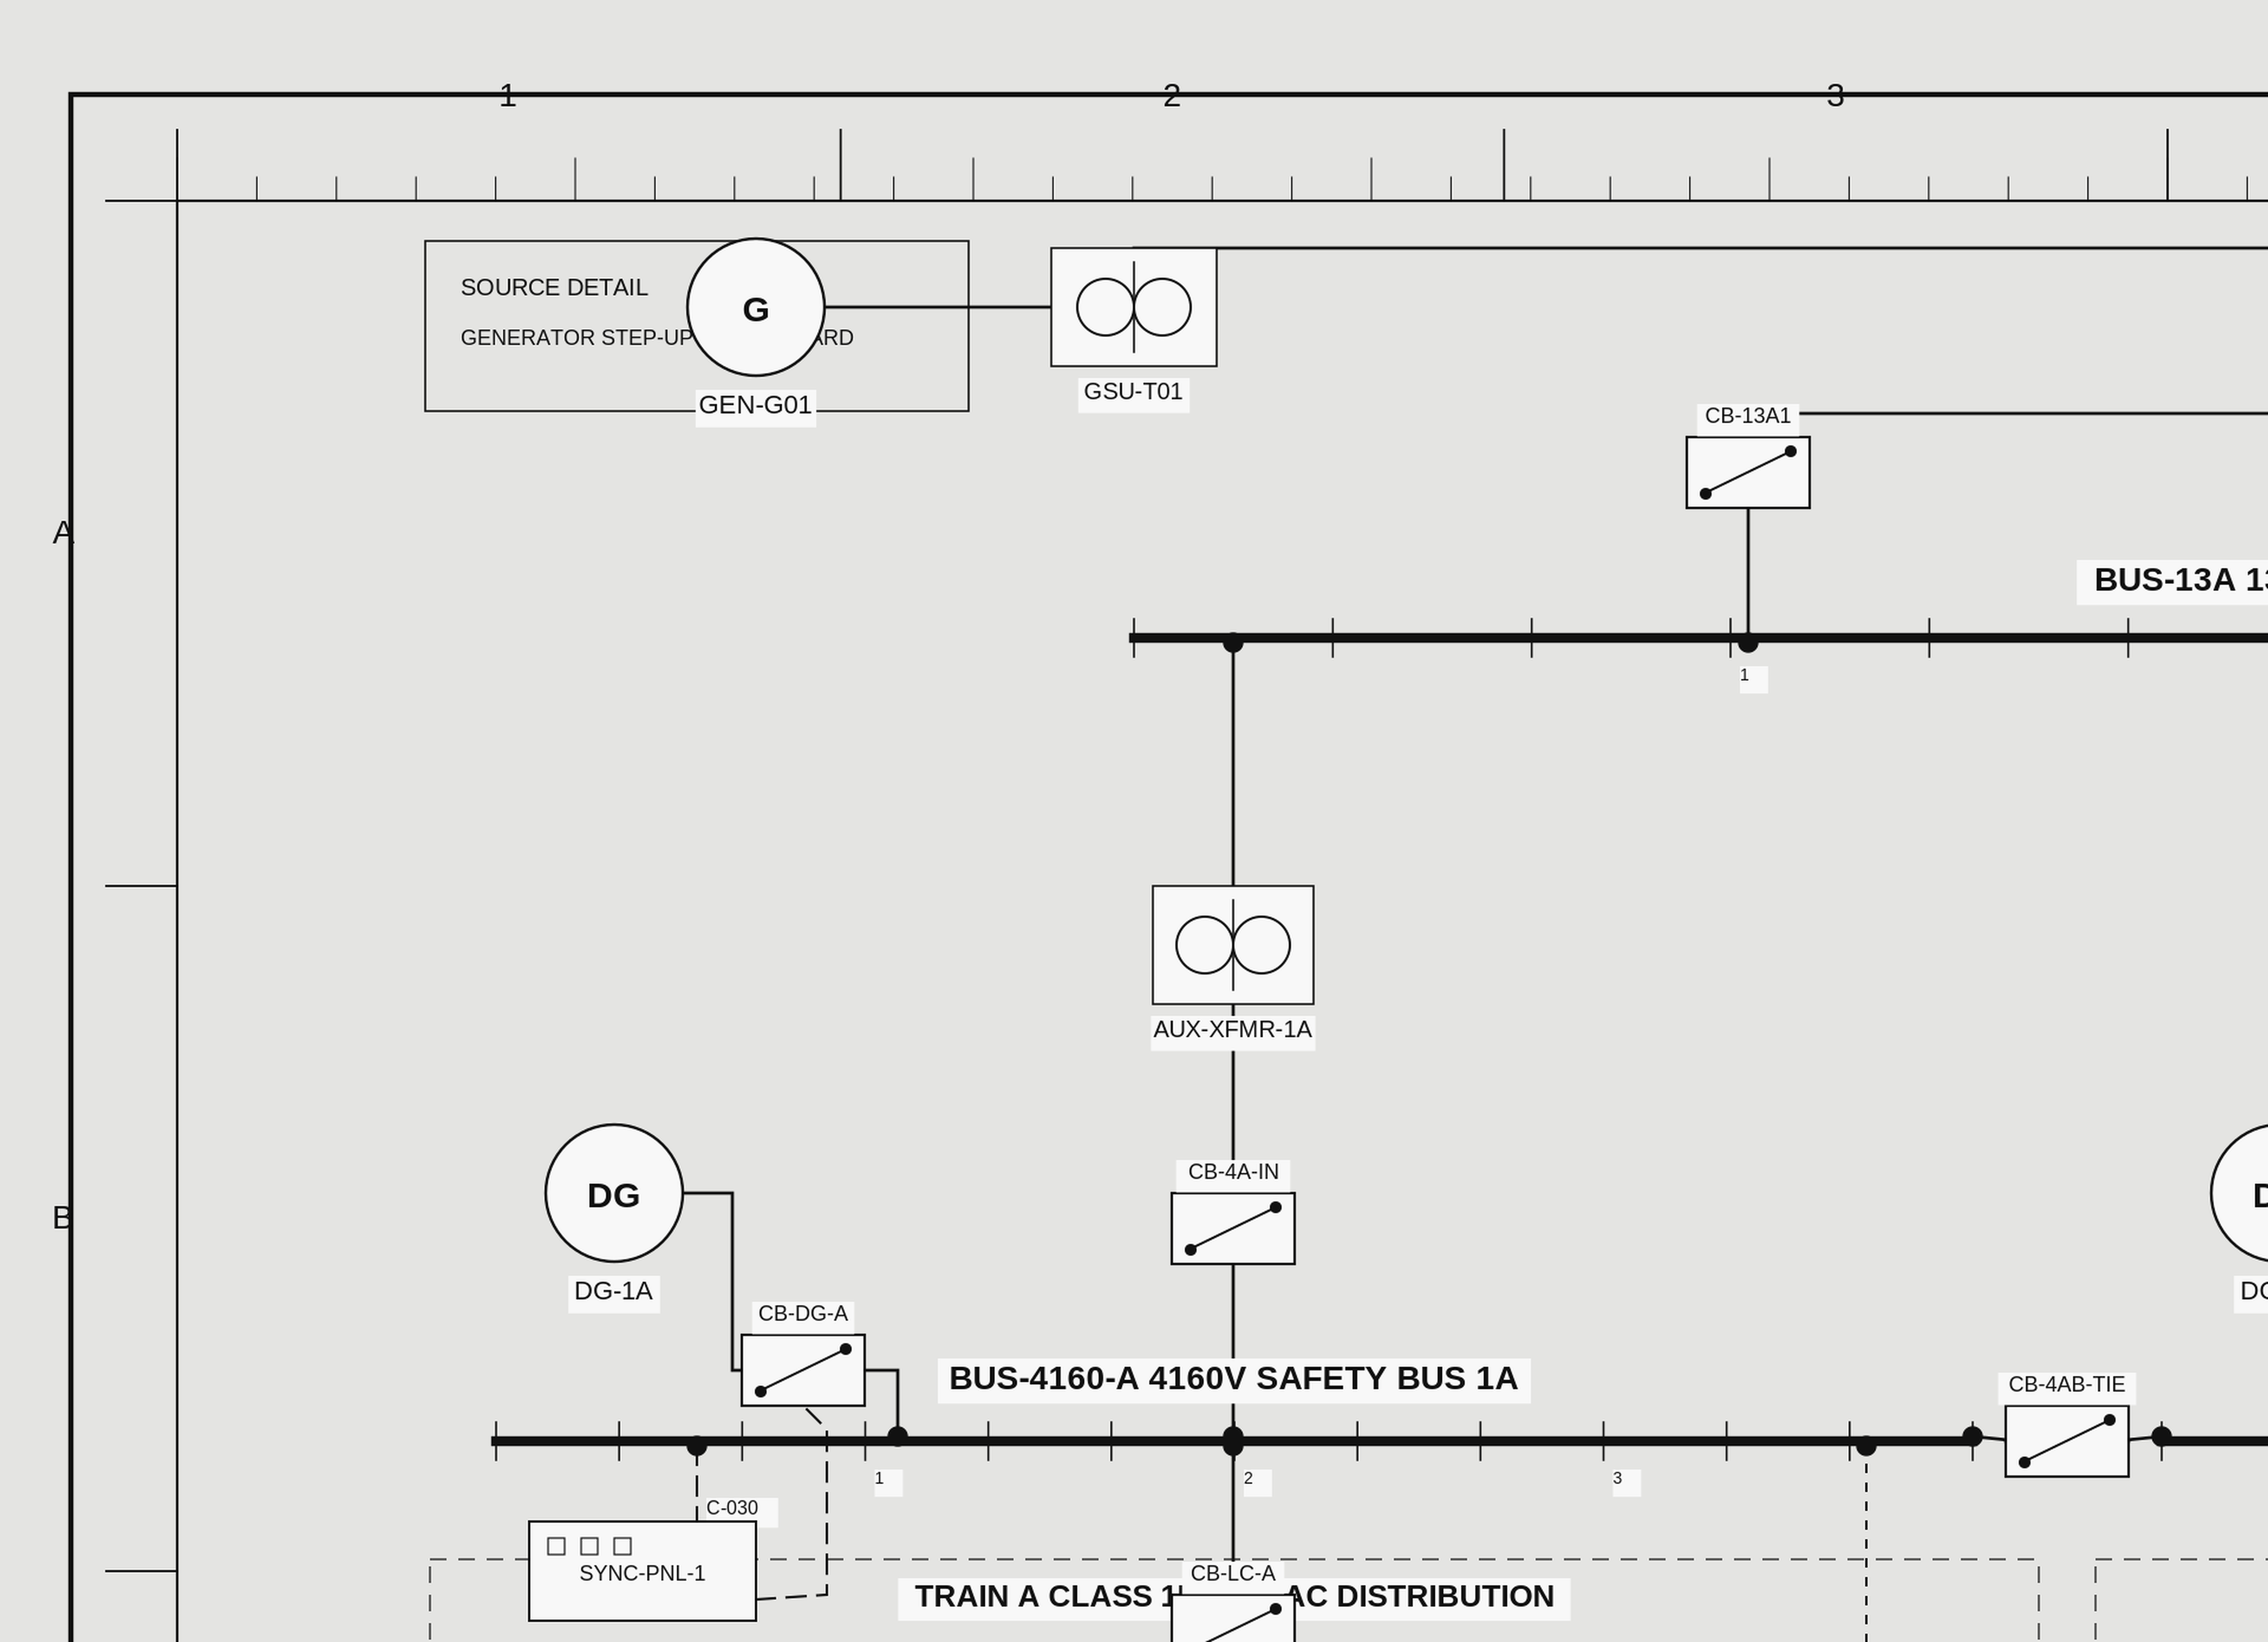 1 2 3
SOURCE DETAIL
G
GENERATOR STEP-UP ARD
GEN-G01
GSU-T01
CB-13A1
A
BUS-13A
1
AUX-XFMR-1A
CB-4A-IN
DG
B
DG-1A
CB-DG-A
BUS-4160-A 4160V SAFETY BUS 1A
CB-4AB-TIE
1 2 3
C-030
SYNC-PNL-1
CB-LC-A
TRAIN A CLASS AC DISTRIBUTION